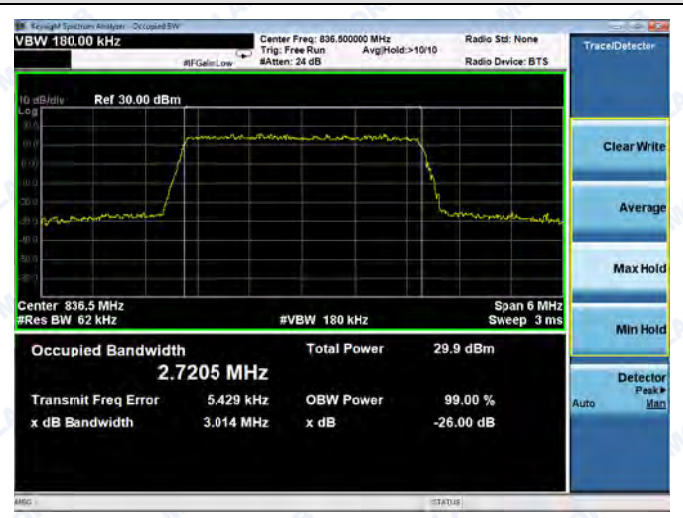 Keysight Spectrum Analyzer - Occupied BW
VBW 180.00 kHz
#IFGain:Low
Center Freq: 836.500000 MHz
Trig: Free Run Avg|Hold:>10/10
#Atten: 24 dB
Radio Std: None
Radio Device: BTS
10 dB/div Ref 30.00 dBm
Log
Center 836.5 MHz
#Res BW 62 kHz
#VBW 180 kHz
Span 6 MHz
Sweep 3 ms
Occupied Bandwidth
2.7205 MHz
Total Power 29.9 dBm
Transmit Freq Error 5.429 kHz OBW Power 99.00 %
x dB Bandwidth 3.014 MHz x dB -26.00 dB
MSG
STATUS
Trace/Detector
Clear Write
Average
Max Hold
Min Hold
Detector
Peak▶
Auto Man